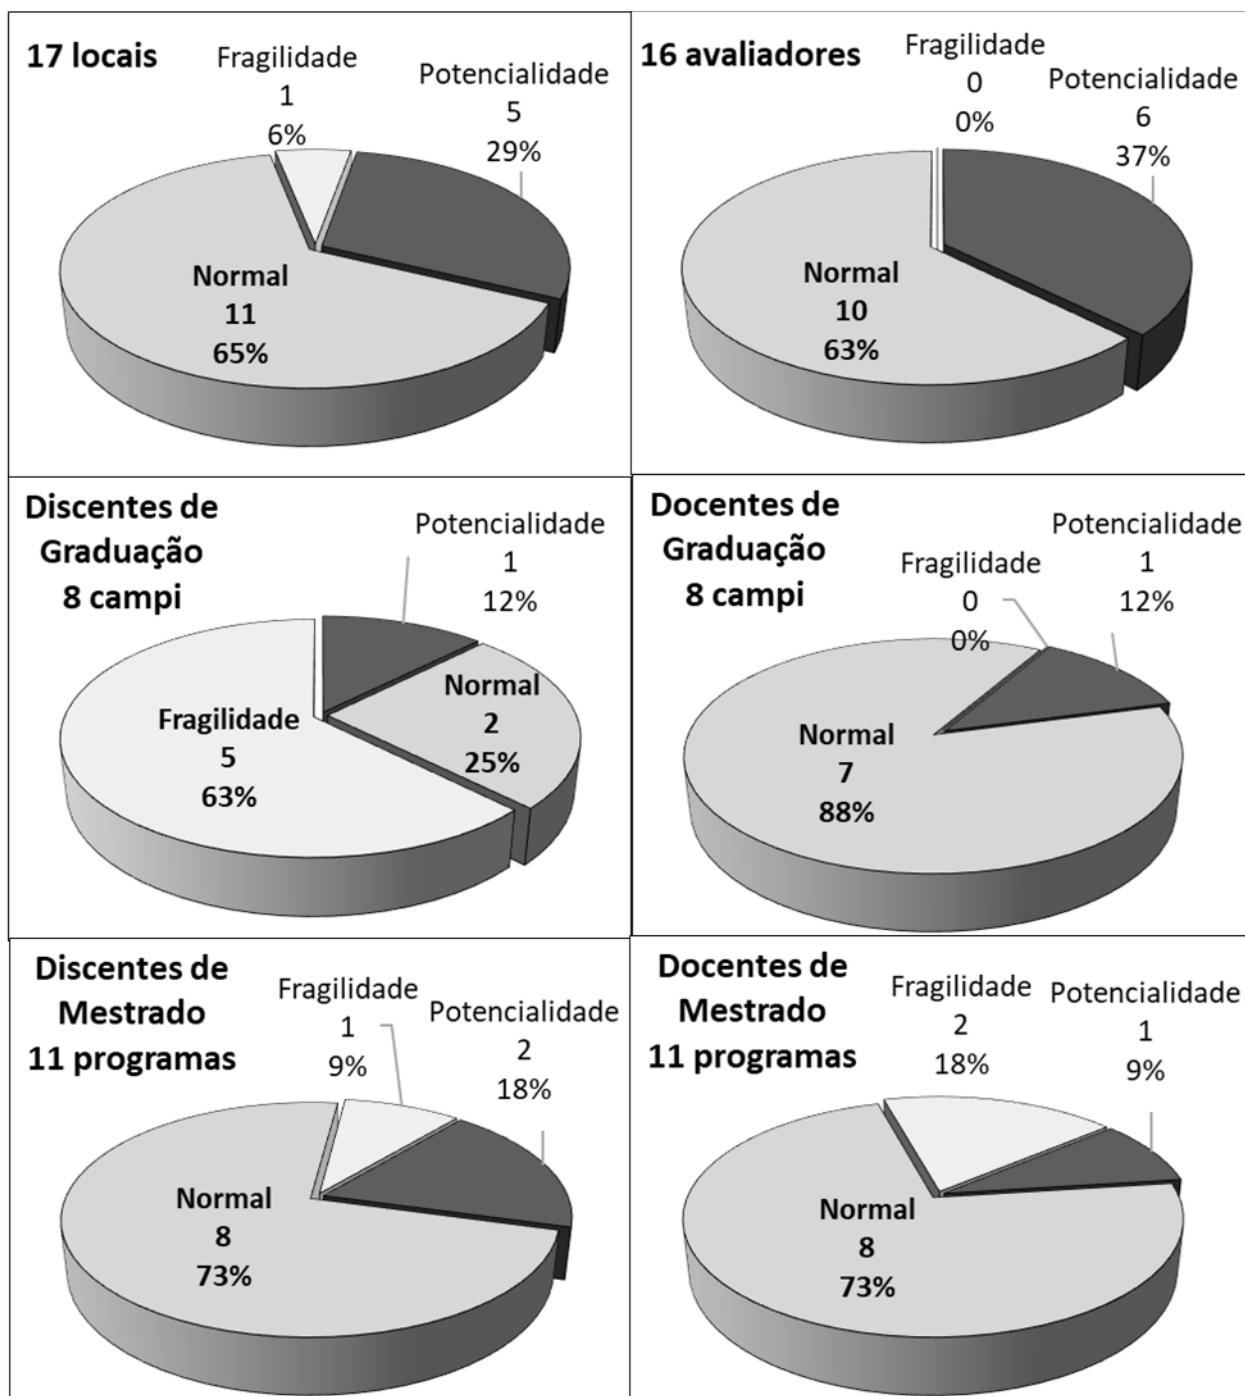 17 locais
Fragilidade
1
6%
Potencialidade
5
29%
Normal
11
65%
16 avaliadores
Fragilidade
0
0%
Potencialidade
6
37%
Normal
10
63%
Discentes de
Graduação
8 campi
Potencialidade
1
12%
Normal
2
25%
Fragilidade
5
63%
Docentes de
Graduação
8 campi
Fragilidade
0
0%
Potencialidade
1
12%
Normal
7
88%
Discentes de
Mestrado
11 programas
Fragilidade
1
9%
Potencialidade
2
18%
Normal
8
73%
Docentes de
Mestrado
11 programas
Fragilidade
2
18%
Potencialidade
1
9%
Normal
8
73%